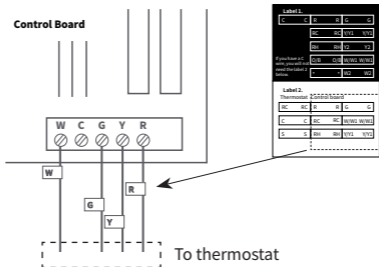 Control Board
W C G Y R
W
R
G
Y
To thermostat
Label 1.
C C R R G G
RC RC Y/Y1 Y/Y1
RH RH Y2 Y2
If you have a C
wire, you will not
need the label 2
below.
O/B O/B W/W1 W/W1
* * W2 W2
Label 2.
Thermostat Control board
RC RC R R G G
C C RC RC W/W1 W/W1
S S RH RH Y/Y1 Y/Y1